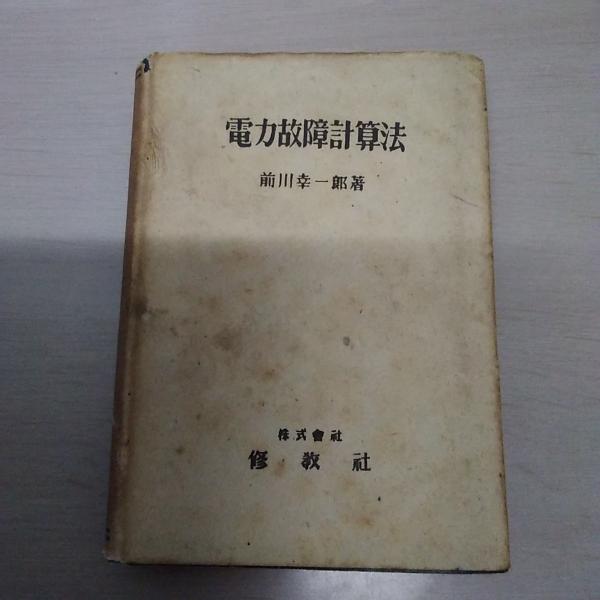 電力故障計算法
前川幸一郎著
株式會社
修教社